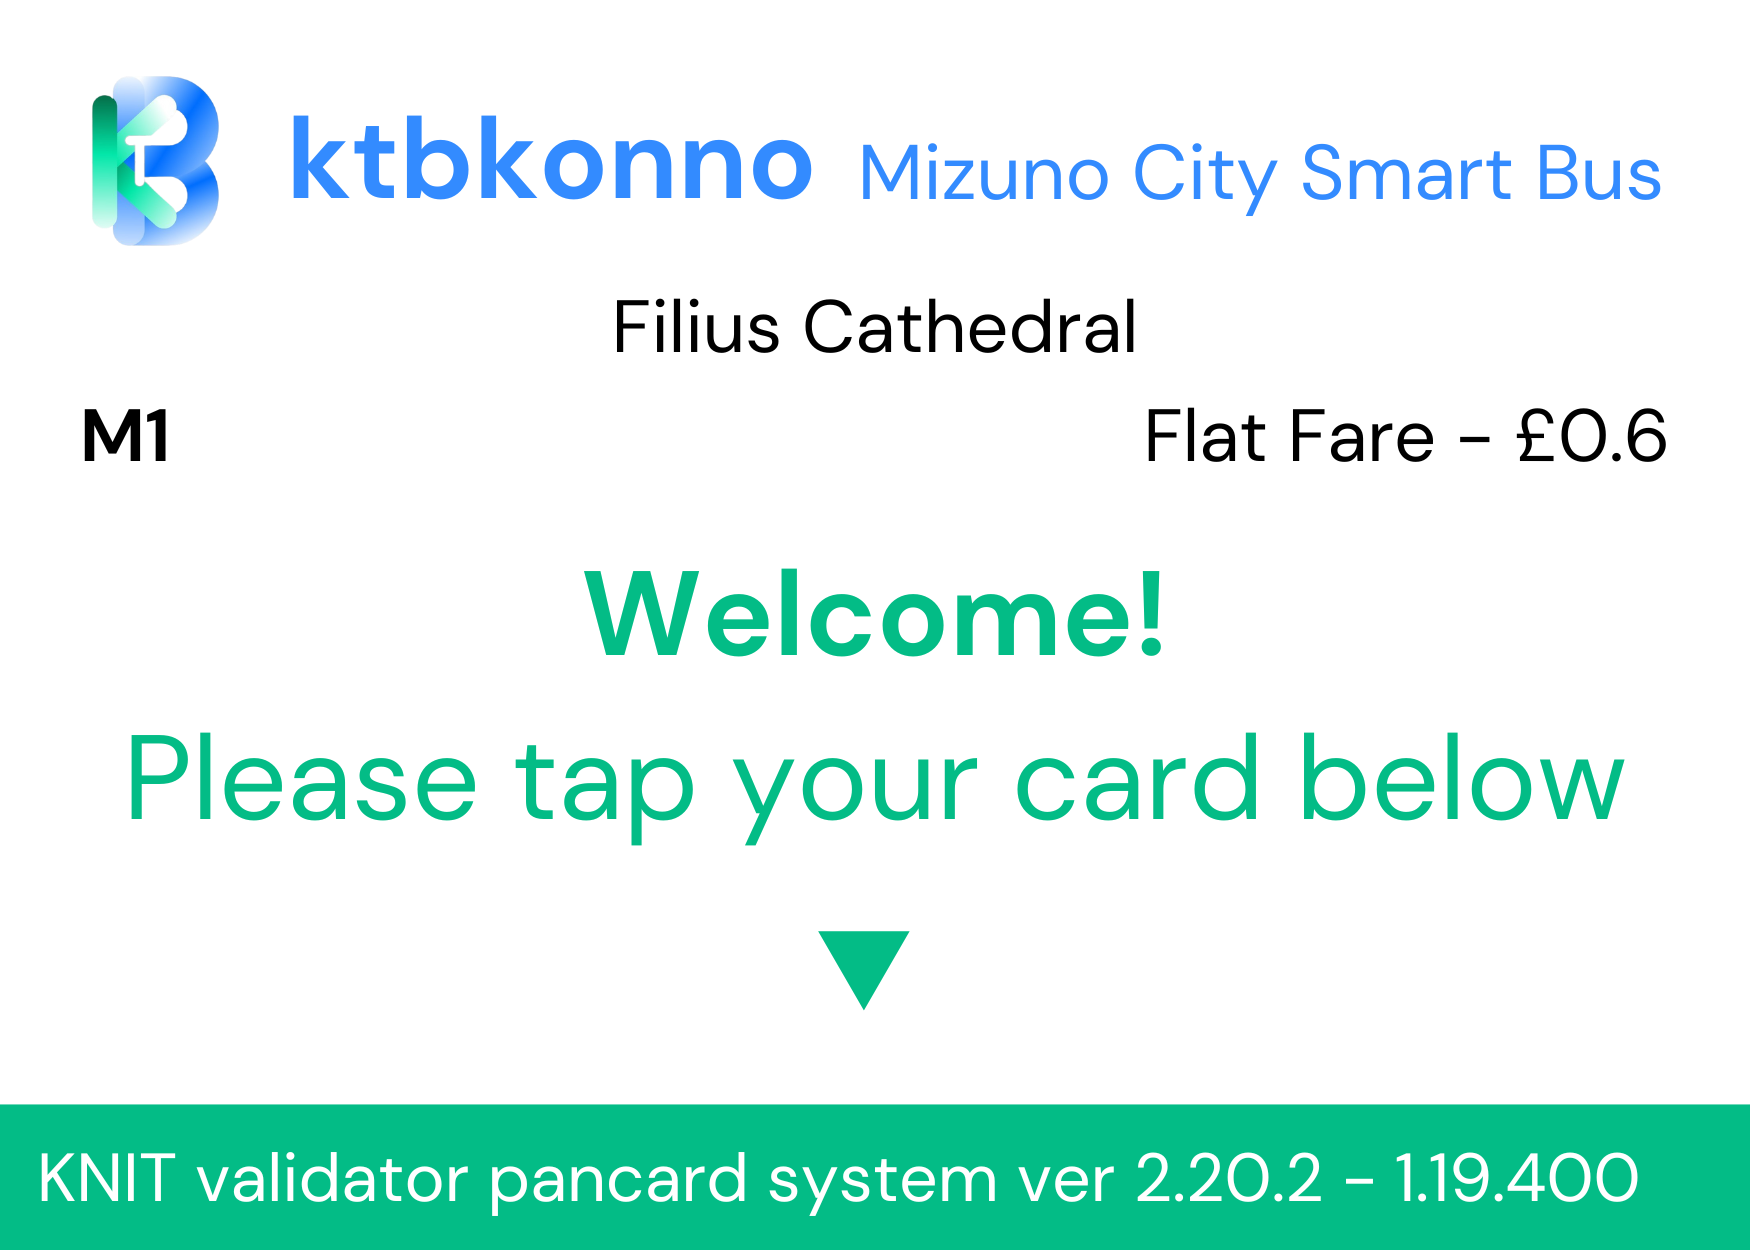 ktbkonno Mizuno City Smart Bus
Filius Cathedral
M1 Flat Fare - £0.6
Welcome!
Please tap your card below
KNIT validator pancard system ver 2.20.2 - 1.19.400